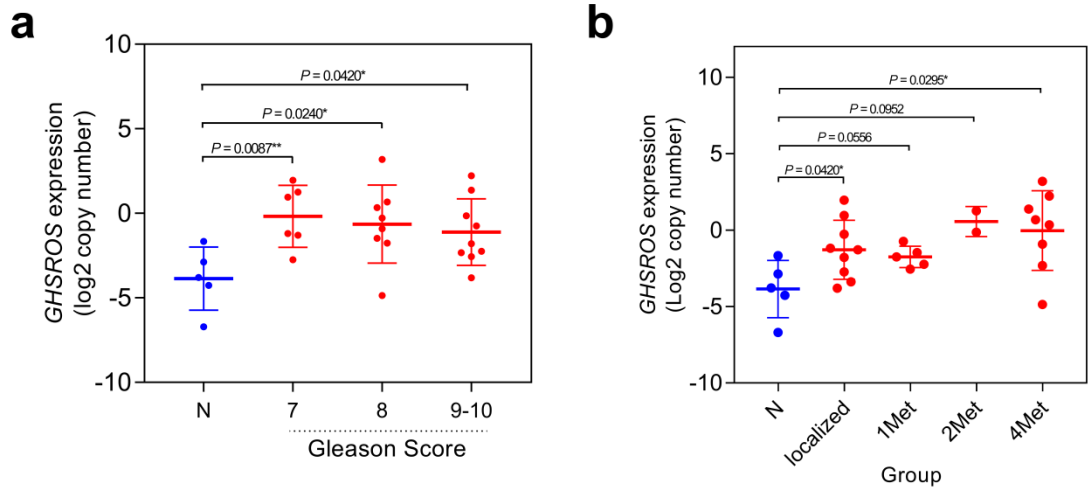 a
GHSROS expression
(log2 copy number)
10
5
0
-5
-10
P = 0.0420*
P = 0.0240*
P = 0.0087**
N
7
8
9-10
Gleason Score
b
GHSROS expression
(Log2 copy number)
10
5
0
-5
-10
P = 0.0295*
P = 0.0952
P = 0.0556
P = 0.0420*
N
localized
1Met
2Met
4Met
Group